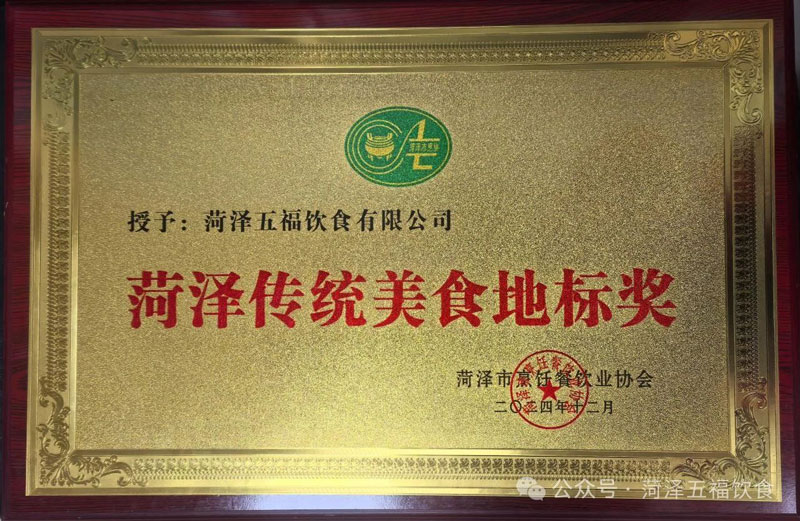 授予：菏泽五福饮食有限公司
菏泽传统美食地标奖
菏泽市烹饪餐饮业协会
二〇二四年十二月
公众号·菏泽五福饮食